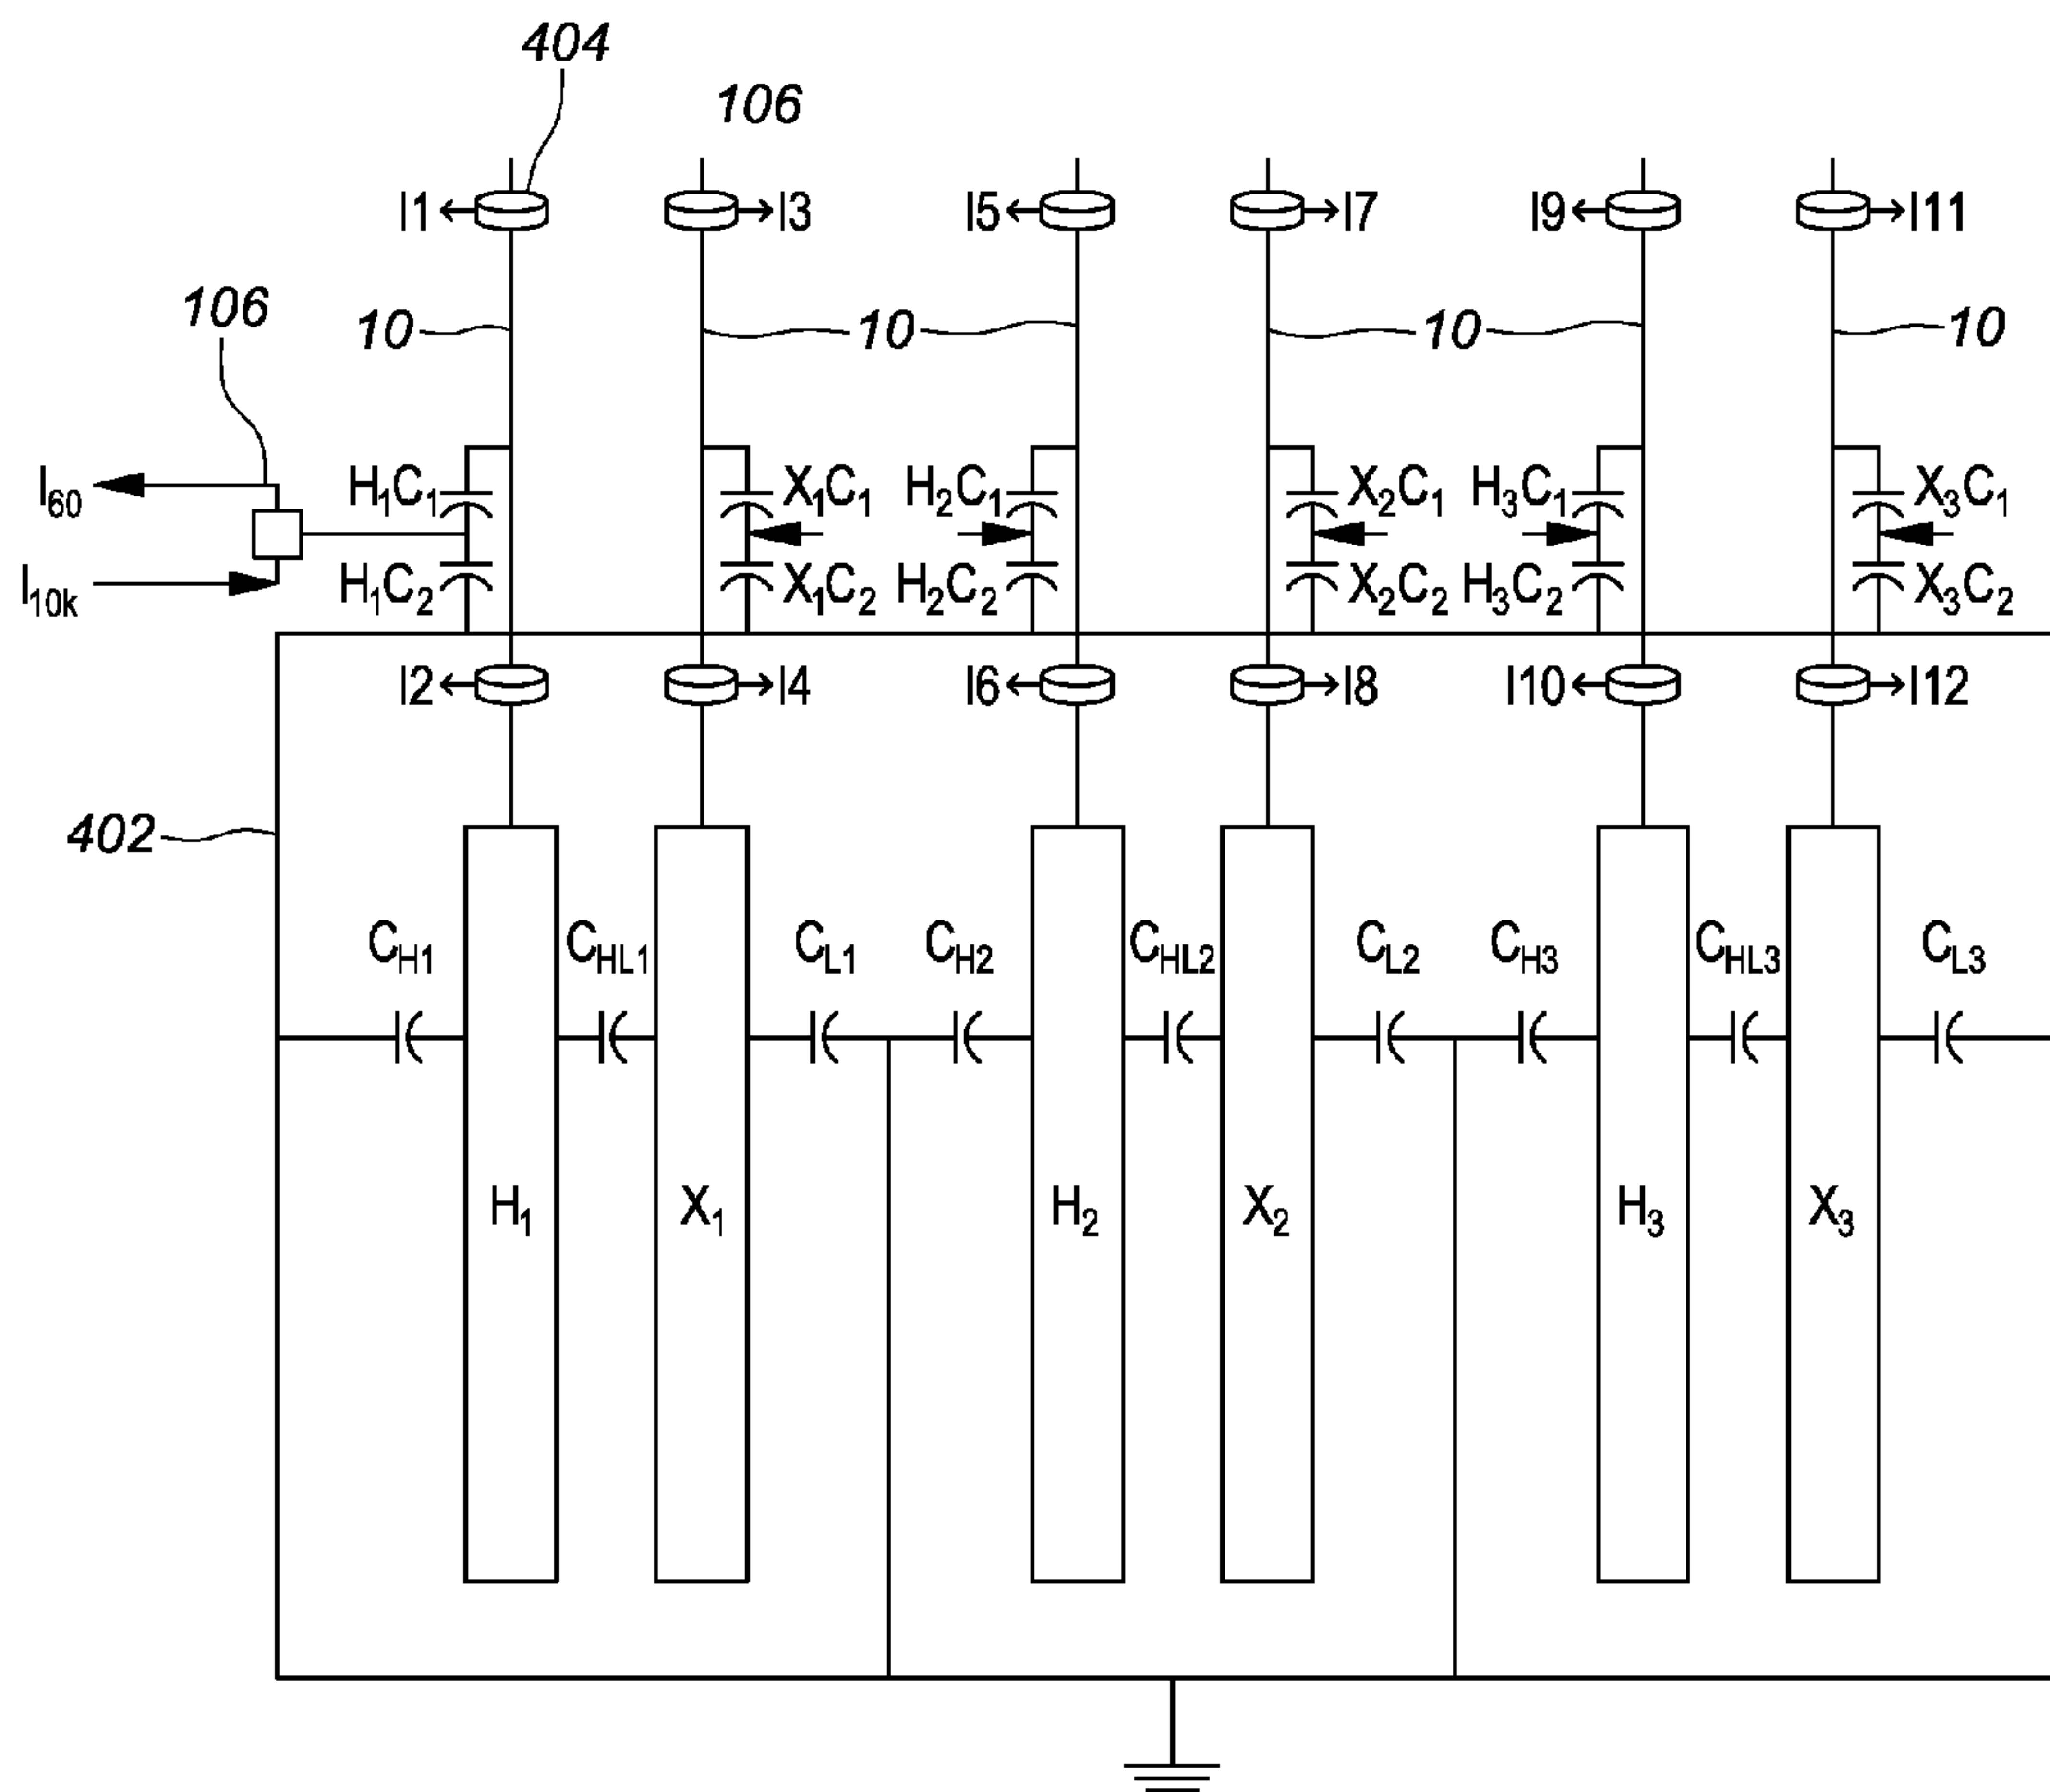 404
106
I1 I3 I5 I7 I9 I11
106 10 10 10 10
I60 H1C1 X1C1 H2C1 X2C1 H3C1 X3C1
I10k H1C2 X1C2 H2C2 X2C2 H3C2 X3C2
I2 I4 I6 I8 I10 I12
402
CH1 CHL1 CL1 CH2 CHL2 CL2 CH3 CHL3 CL3
H1 X1 H2 X2 H3 X3